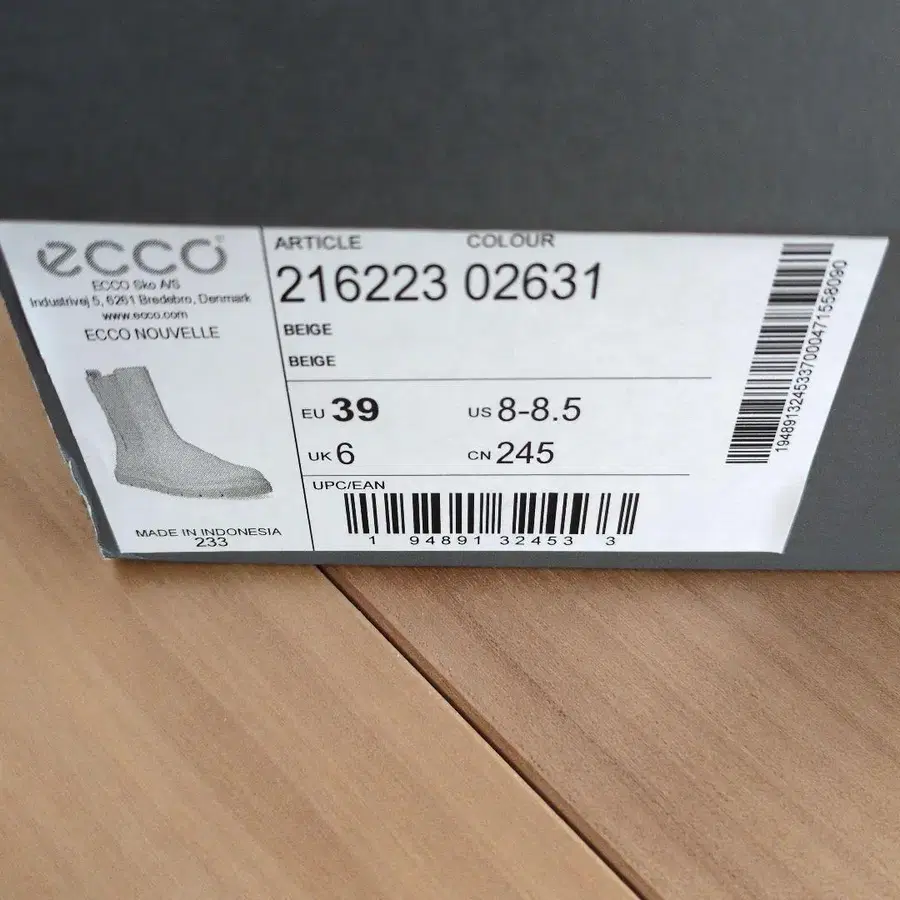 ecco
ECCO Sko A/S
Industrivej 5, 6261 Bredebro, Denmark
www.ecco.com
ECCO NOUVELLE
MADE IN INDONESIA
233
ARTICLE COLOUR
216223 02631
BEIGE
BEIGE
EU 39 US 8-8.5
UK 6 CN 245
UPC/EAN
1 94891 32453 3
1948913245337000471558090